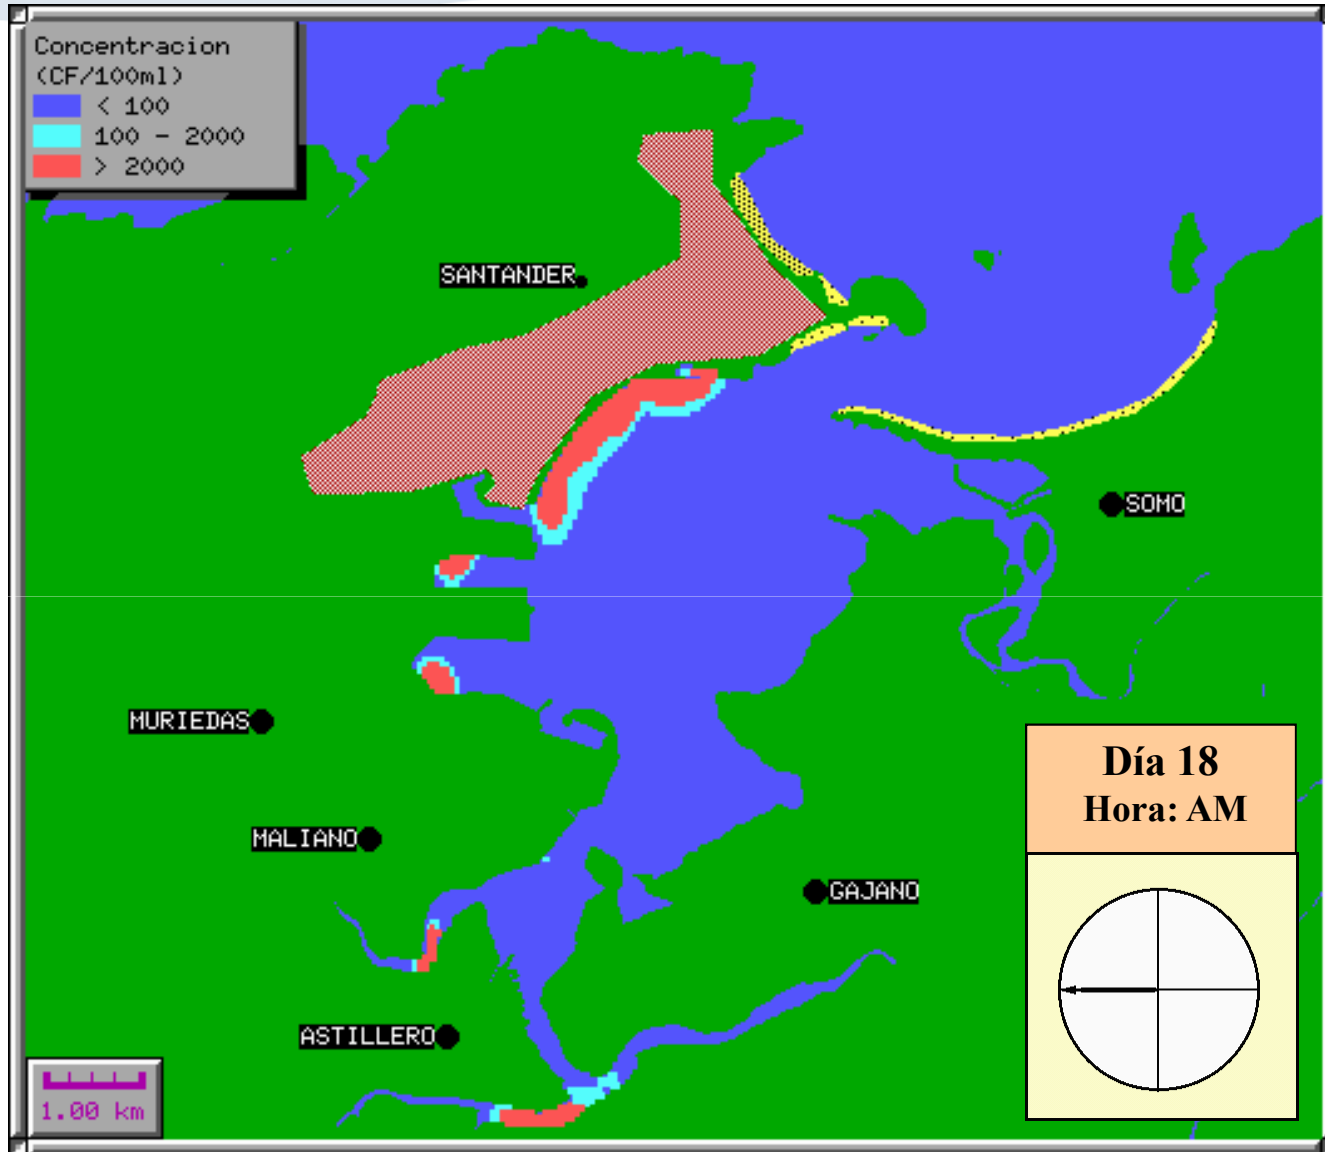 Concentracion
(CF/100ml)
< 100
100 - 2000
> 2000
SANTANDER
SOMO
MURIEDAS
Día 18
Hora: AM
MALIANO
GAJANO
ASTILLERO
1.00 km